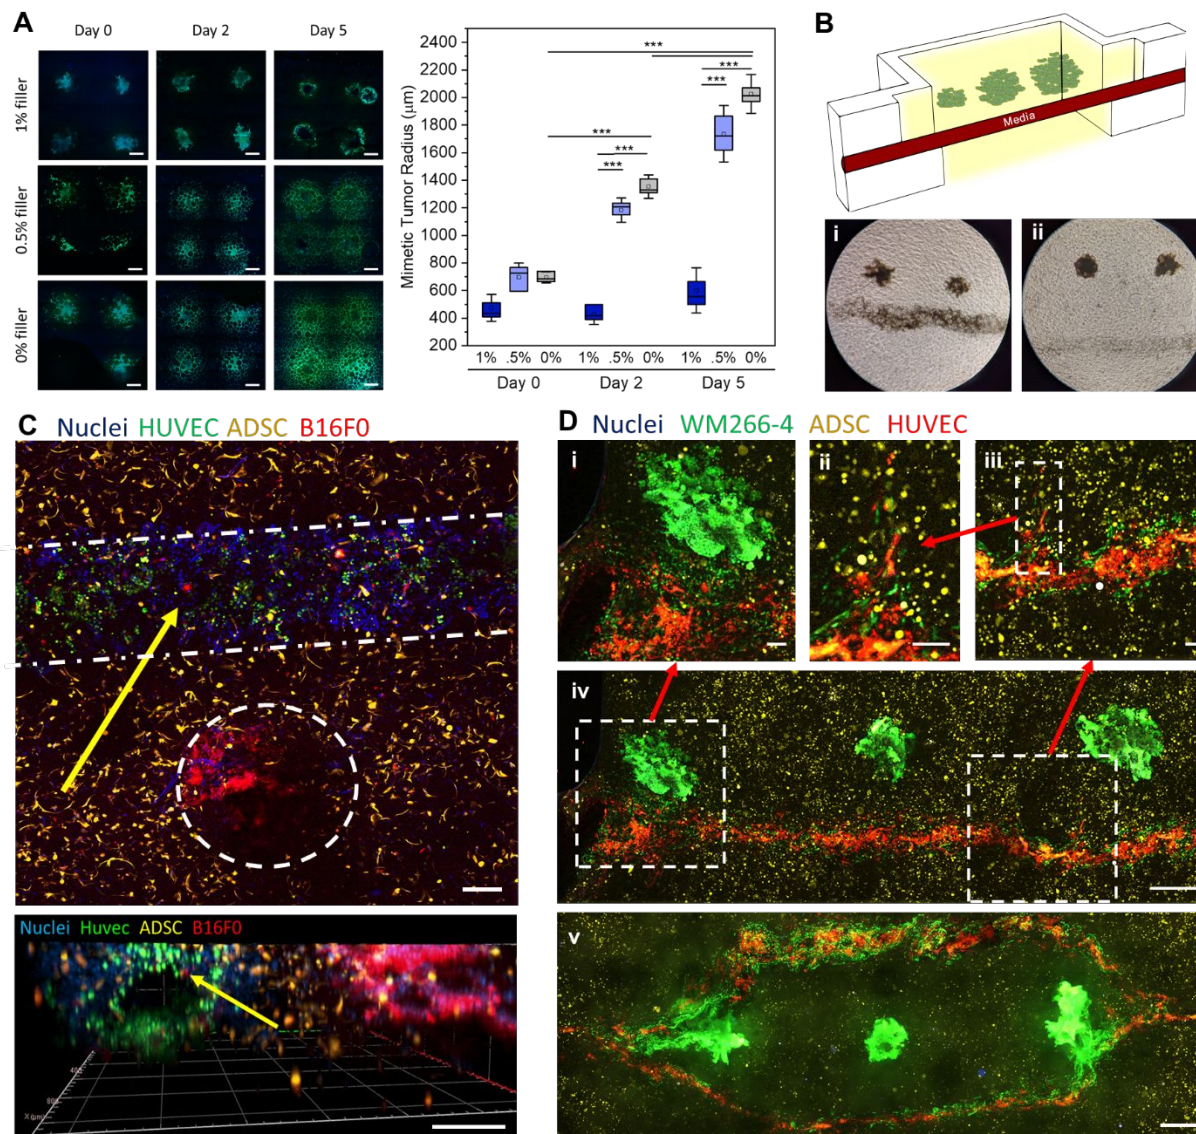 A
Day 0 Day 2 Day 5
1% filler
0.5% filler
0% filler
Mimetic Tumor Radius (µm)
2400
2200
2000
1800
1600
1400
1200
1000
800
600
400
200
***
***
***
***
***
***
***
1% .5% 0% 1% .5% 0% 1% .5% 0%
Day 0 Day 2 Day 5
B
Media
i
ii
C
Nuclei HUVEC ADSC B16F0
Nuclei Huvec ADSC B16F0
X (µm)
D
Nuclei WM266-4 ADSC HUVEC
i
ii
iii
iv
v